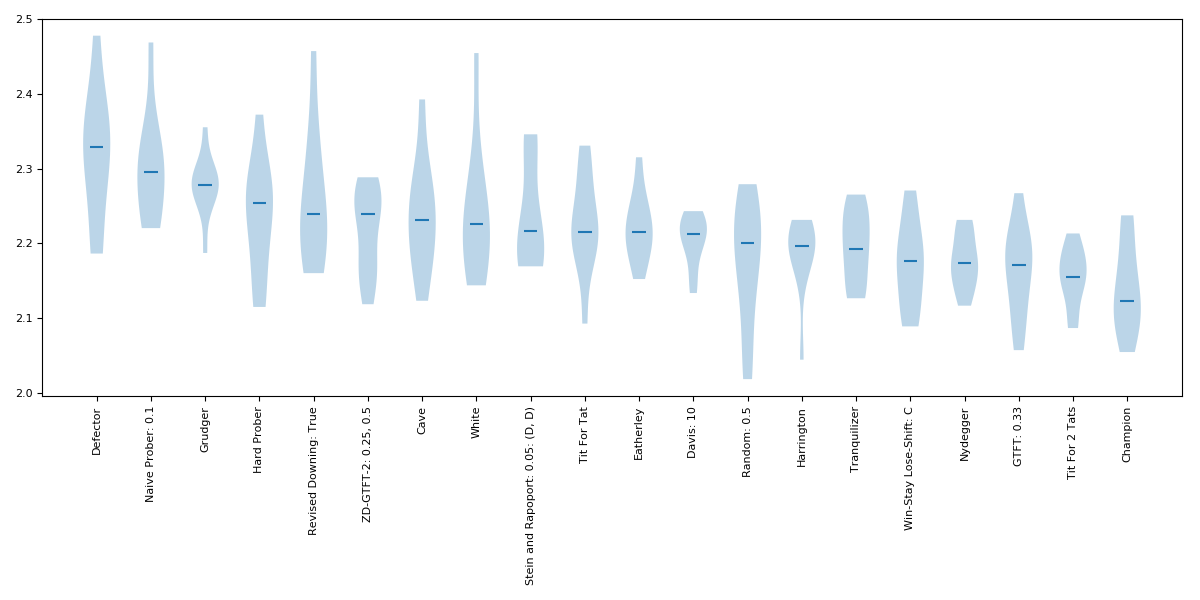 2.5
2.4
2.3
2.2
2.1
2.0
Defector
Naive Prober: 0.1
Grudger
Hard Prober
Revised Downing: True
ZD-GTFT-2: 0.25, 0.5
Cave
White
Stein and Rapoport: 0.05: (D, D)
Tit For Tat
Eatherley
Davis: 10
Random: 0.5
Harrington
Tranquilizer
Win-Stay Lose-Shift: C
Nydegger
GTFT: 0.33
Tit For 2 Tats
Champion